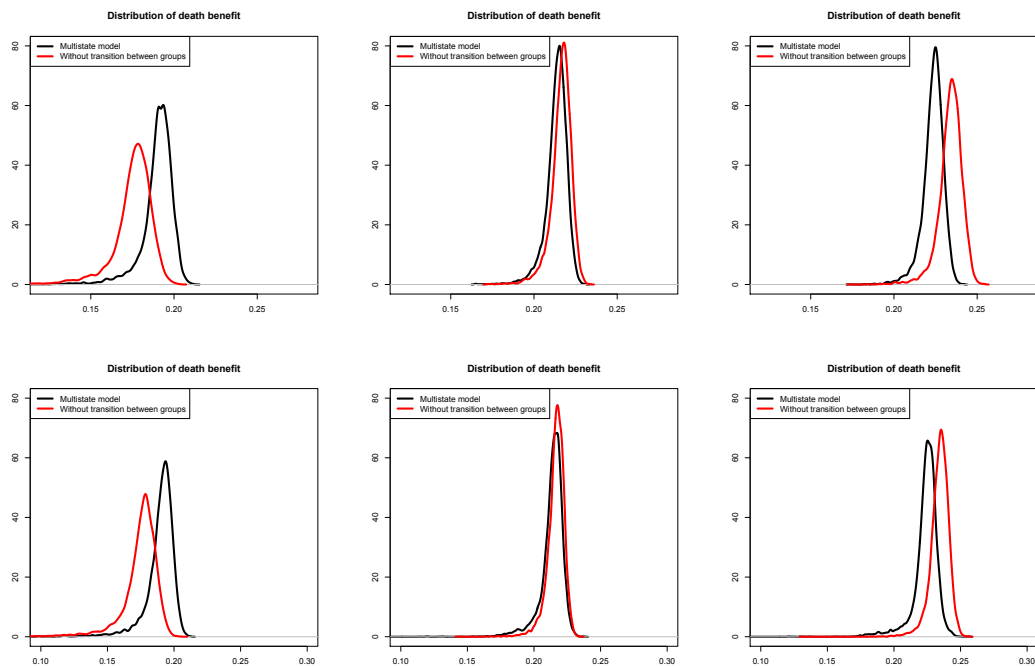 Distribution of death benefit
Multistate model
Without transition between groups
80
60
40
20
0
0.15 0.20 0.25
Distribution of death benefit
Multistate model
Without transition between groups
80
60
40
20
0
0.15 0.20 0.25
Distribution of death benefit
Multistate model
Without transition between groups
80
60
40
20
0
0.15 0.20 0.25
Distribution of death benefit
Multistate model
Without transition between groups
80
60
40
20
0
0.10 0.15 0.20 0.25 0.30
Distribution of death benefit
Multistate model
Without transition between groups
80
60
40
20
0
0.10 0.15 0.20 0.25 0.30
Distribution of death benefit
Multistate model
Without transition between groups
80
60
40
20
0
0.10 0.15 0.20 0.25